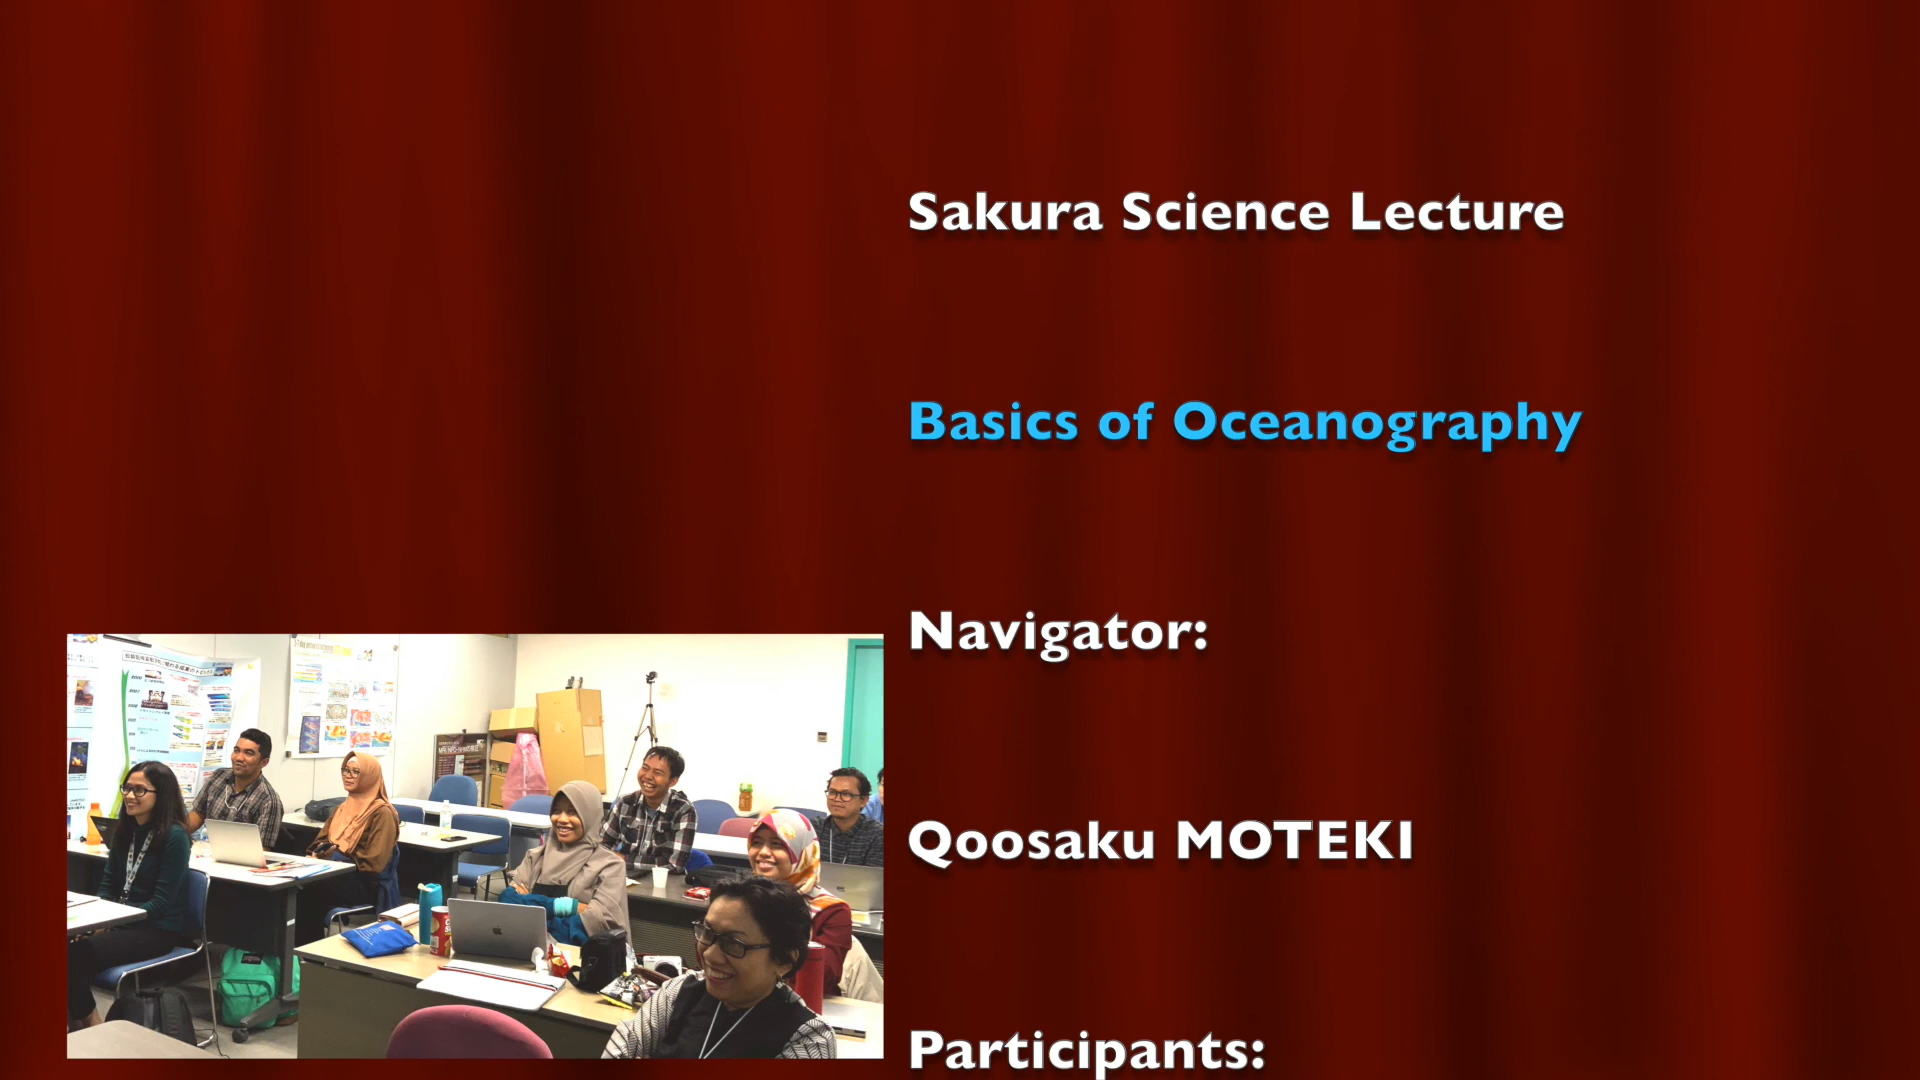 Sakura Science Lecture
Basics of Oceanography
Navigator:
Qoosaku MOTEKI
Participants: